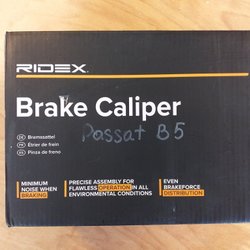 RIDEX
Brake Caliper
DE Bremssattel
FR Étrier de frein
ES Pinza de freno
Passat B5
MINIMUM
NOISE WHEN
BRAKING
PRECISE ASSEMBLY FOR
FLAWLESS OPERATION IN ALL
ENVIRONMENTAL CONDITIONS
EVEN
BRAKEFORCE
DISTRIBUTION